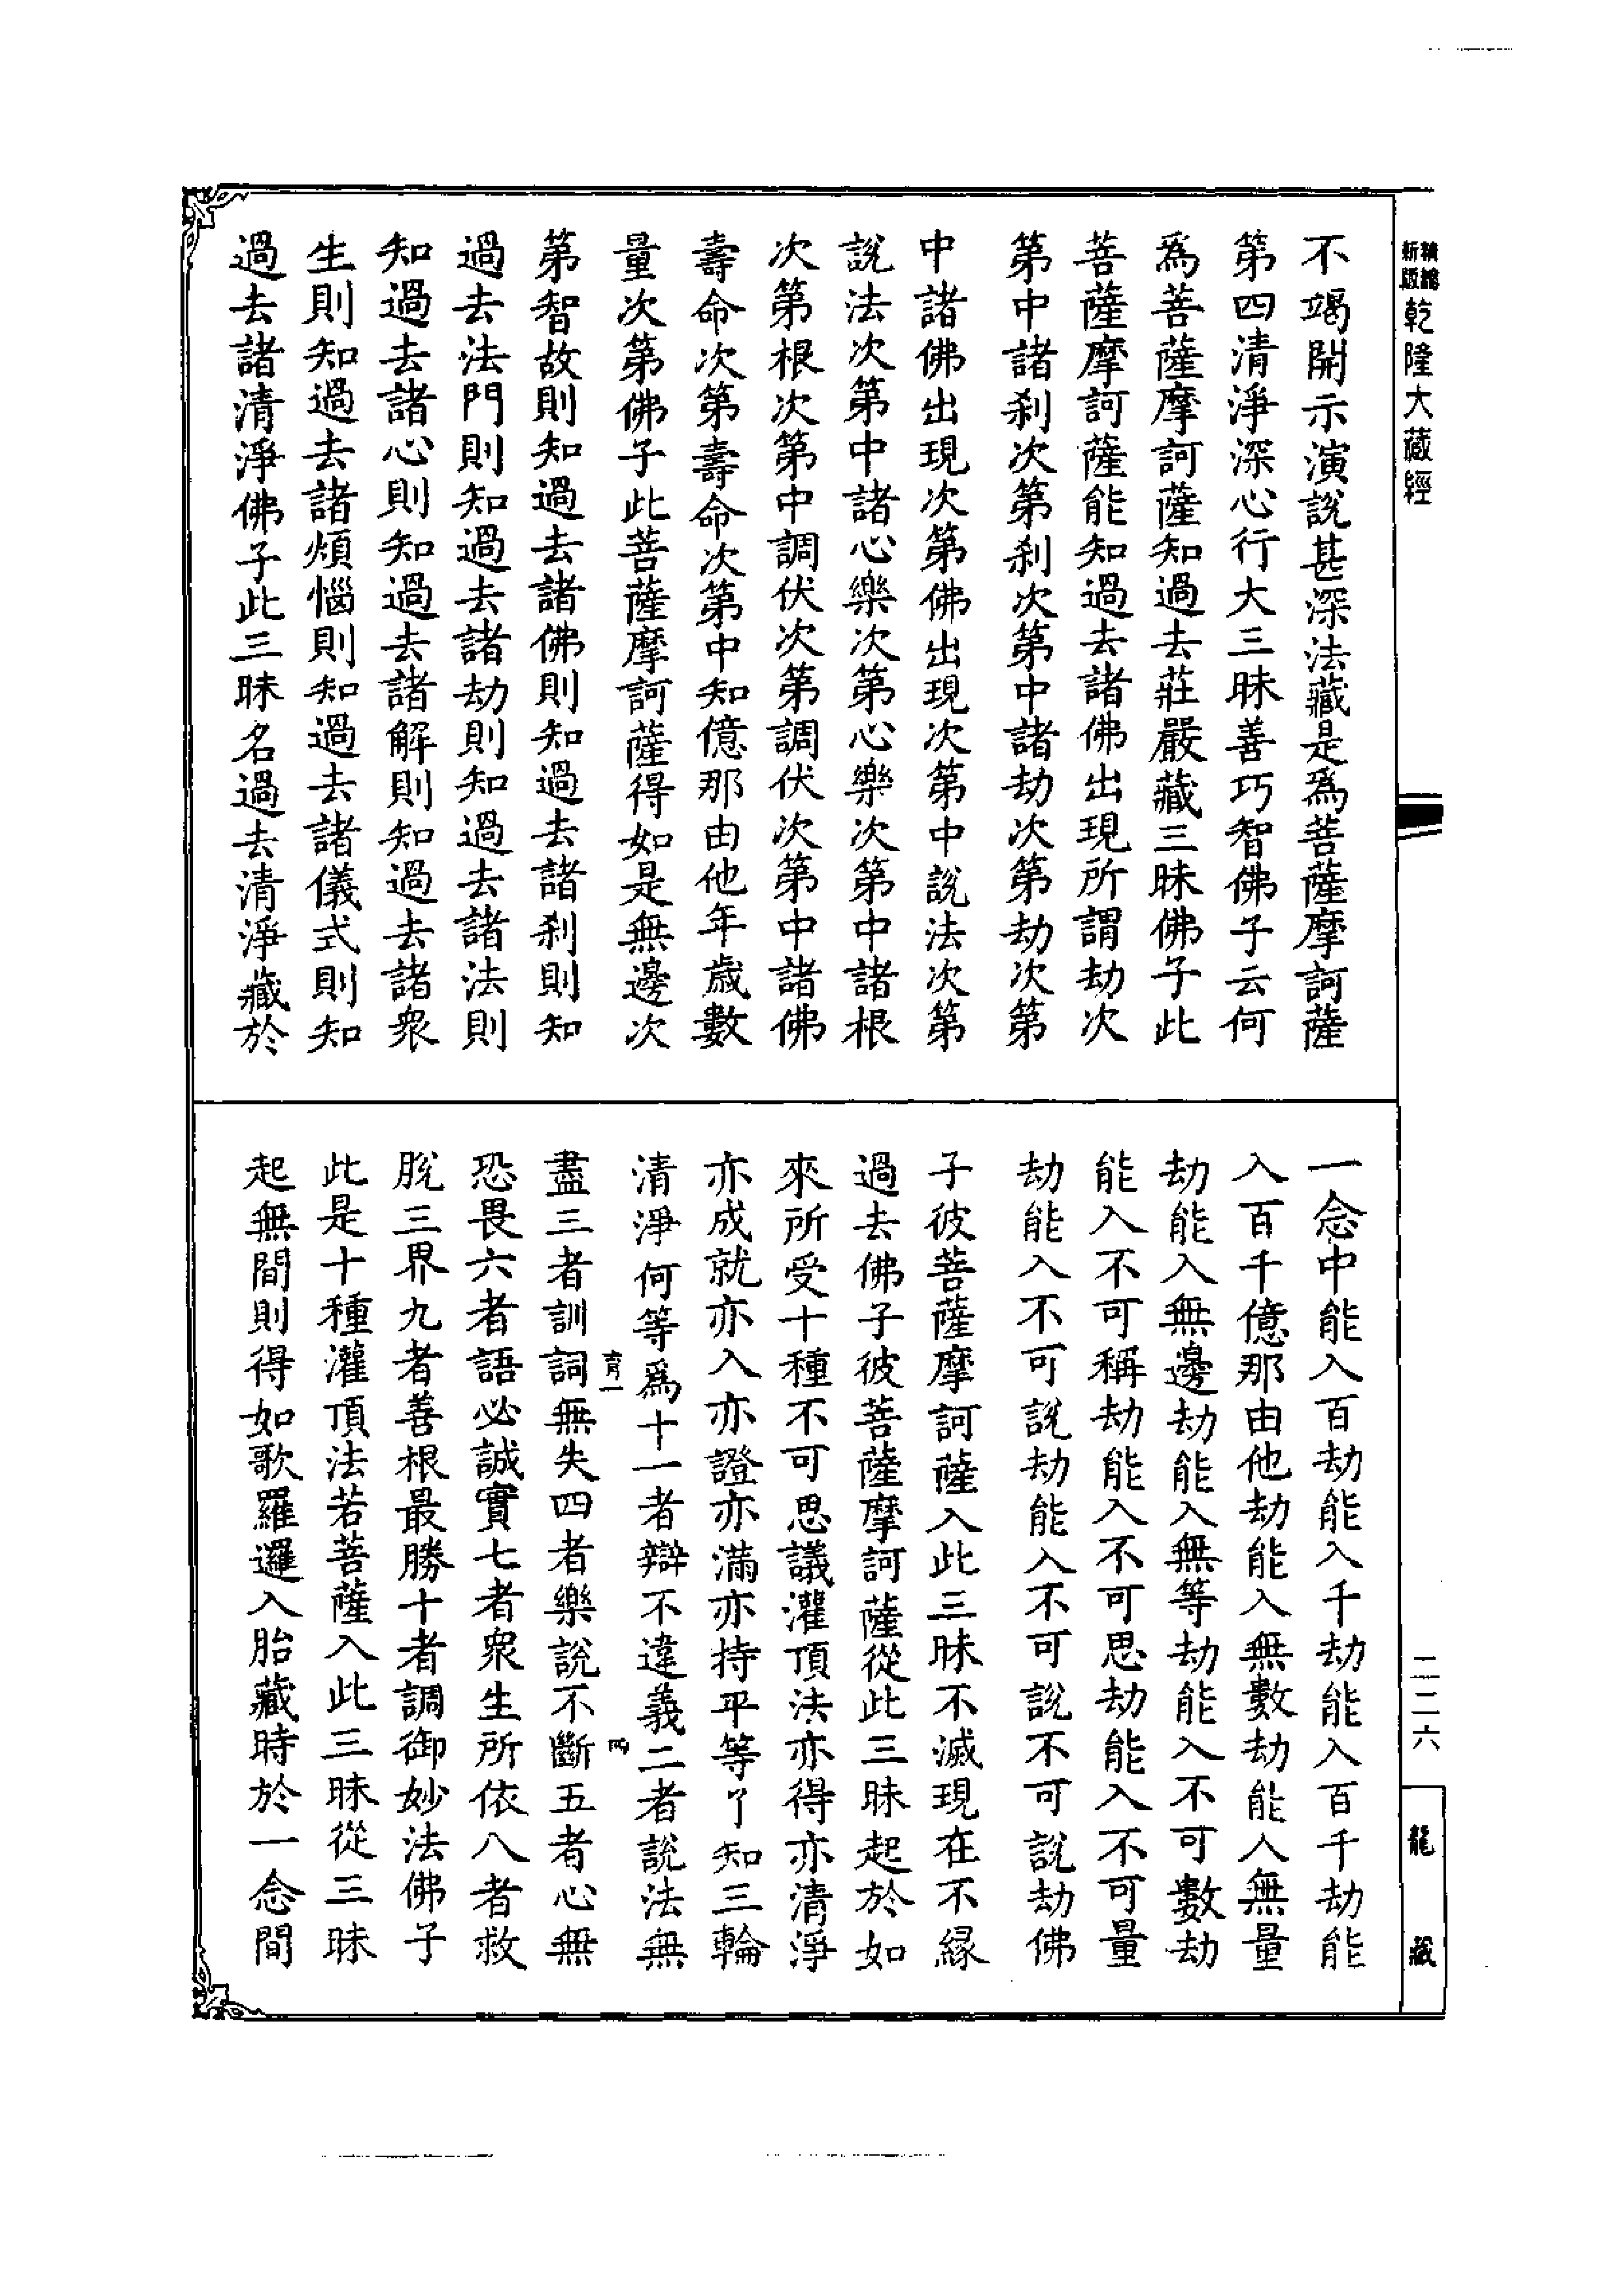 新版
精縮
乾隆大藏經
不竭開示演說甚深法藏是為菩薩摩訶薩
第四清淨深心行大三昧善巧智佛子云何
為菩薩摩訶薩知過去莊嚴藏三昧佛子此
菩薩摩訶薩能知過去諸佛出現所謂劫次
第中諸刹次第刹次第中諸劫次第劫次第
中諸佛出現次第佛出現次第中說法次第
說法次第中諸心樂次第心樂次第中諸根
次第根次第中調伏次第調伏次第中諸佛
壽命次第壽命次第中知億那由他年歲數
量次第佛子此菩薩摩訶薩得如是無邊次
第智故則知過去諸佛則知過去諸刹則知
過去法門則知過去諸劫則知過去諸法則
知過去諸心則知過去諸解則知過去諸眾
生則知過去諸煩惱則知過去諸儀式則知
過去諸清淨佛子此三昧名過去清淨藏於
一念中能入百劫能入千劫能入百千劫能
入百千億那由他劫能入無數劫能入無量
劫能入無邊劫能入無等劫能入不可數劫
能入不可稱劫能入不可思劫能入不可量
劫能入不可說劫能入不可說不可說劫佛
子彼菩薩摩訶薩入此三昧不滅現在不緣
過去佛子彼菩薩摩訶薩從此三昧起於如
來所受十種不可思議灌頂法亦得亦清淨
亦成就亦入亦證亦滿亦持平等了知三輪
清淨何等為十一者辯不違義二者說法無
盡三者訓詞無失四者樂說不斷五者心無
恐畏六者語必誠實七者眾生所依八者救
脫三界九者善根最勝十者調御妙法佛子
此是十種灌頂法若菩薩入此三昧從三昧
起無間則得如歌羅邏入胎藏時於一念間
二二六
龍藏